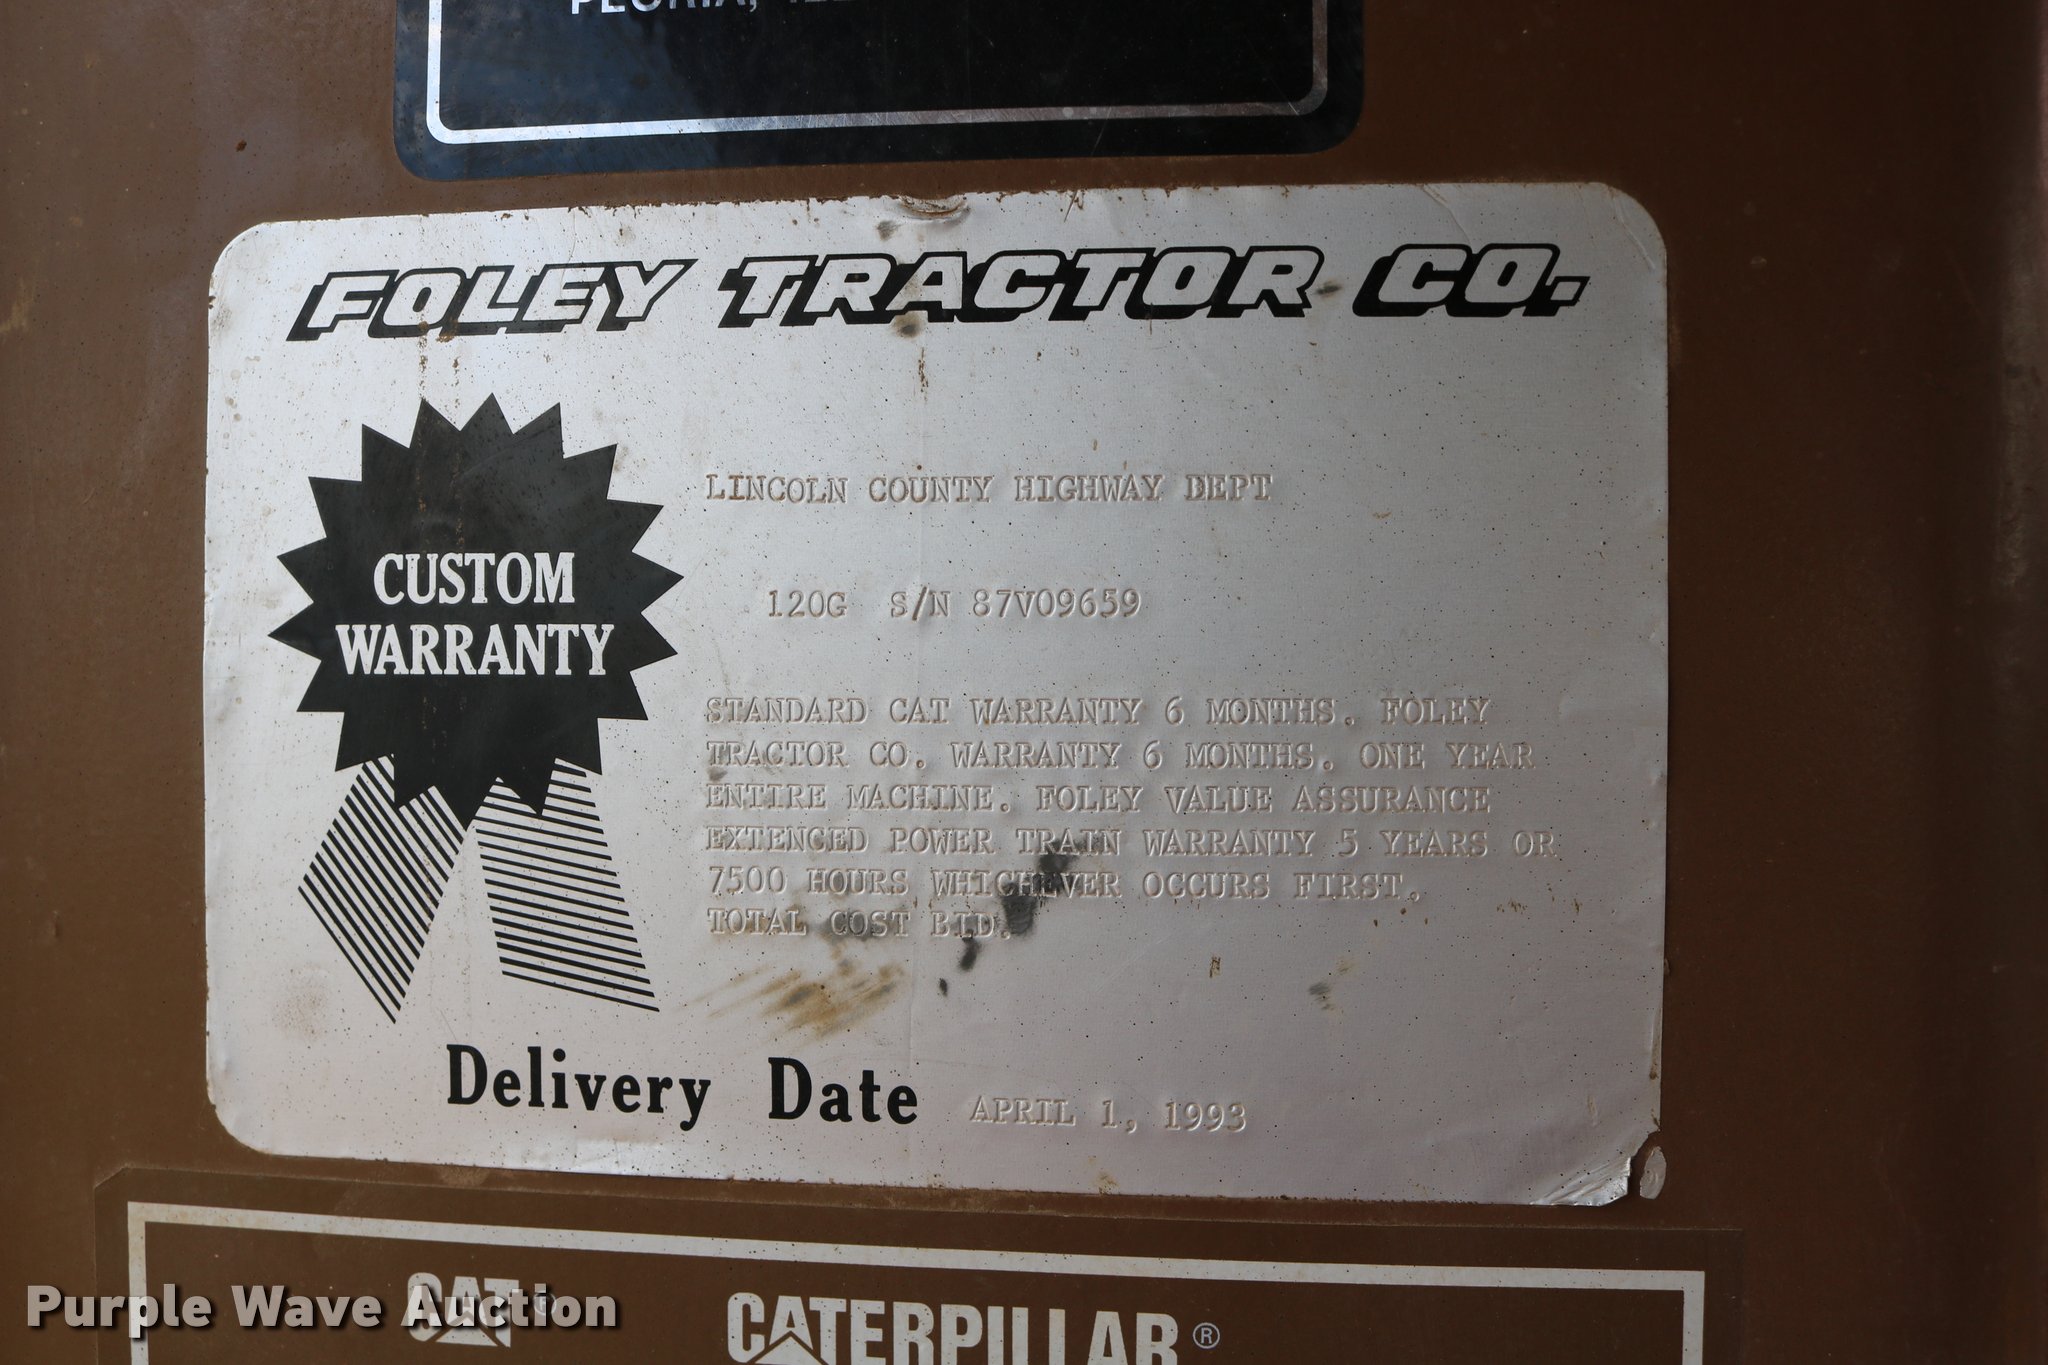 PEORIA,
FOLEY TRACTOR CO.
CUSTOM
WARRANTY
LINCOLN COUNTY HIGHWAY DEPT
120G S/N 87V09659
STANDARD CAT WARRANTY 6 MONTHS. FOLEY
TRACTOR CO. WARRANTY 6 MONTHS. ONE YEAR
ENTIRE MACHINE. FOLEY VALUE ASSURANCE
EXTENCED POWER TRAIN WARRANTY 5 YEARS OR
7500 HOURS WHICHEVER OCCURS FIRST.
TOTAL COST BID.
Delivery Date APRIL 1, 1993
CAT® CATERPILLAR®
Purple Wave Auction